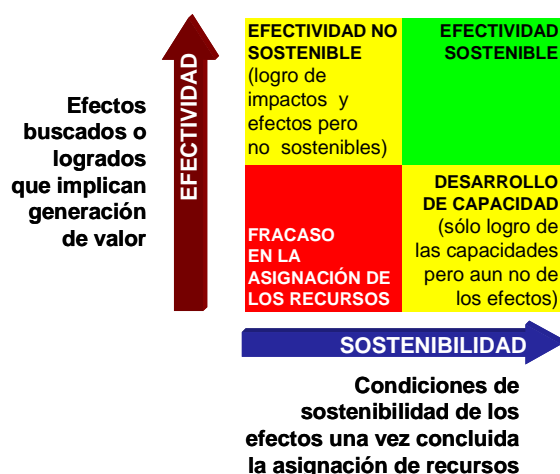 Efectos
buscados o
logrados
que implican
generación
de valor
EFECTIVIDAD
EFECTIVIDAD NO
SOSTENIBLE
(logro de
impactos y
efectos pero
no sostenibles)
EFECTIVIDAD
SOSTENIBLE
FRACASO
EN LA
ASIGNACIÓN DE
LOS RECURSOS
DESARROLLO
DE CAPACIDAD
(sólo logro de
las capacidades
pero aun no de
los efectos)
SOSTENIBILIDAD
Condiciones de
sostenibilidad de los
efectos una vez concluida
la asignación de recursos